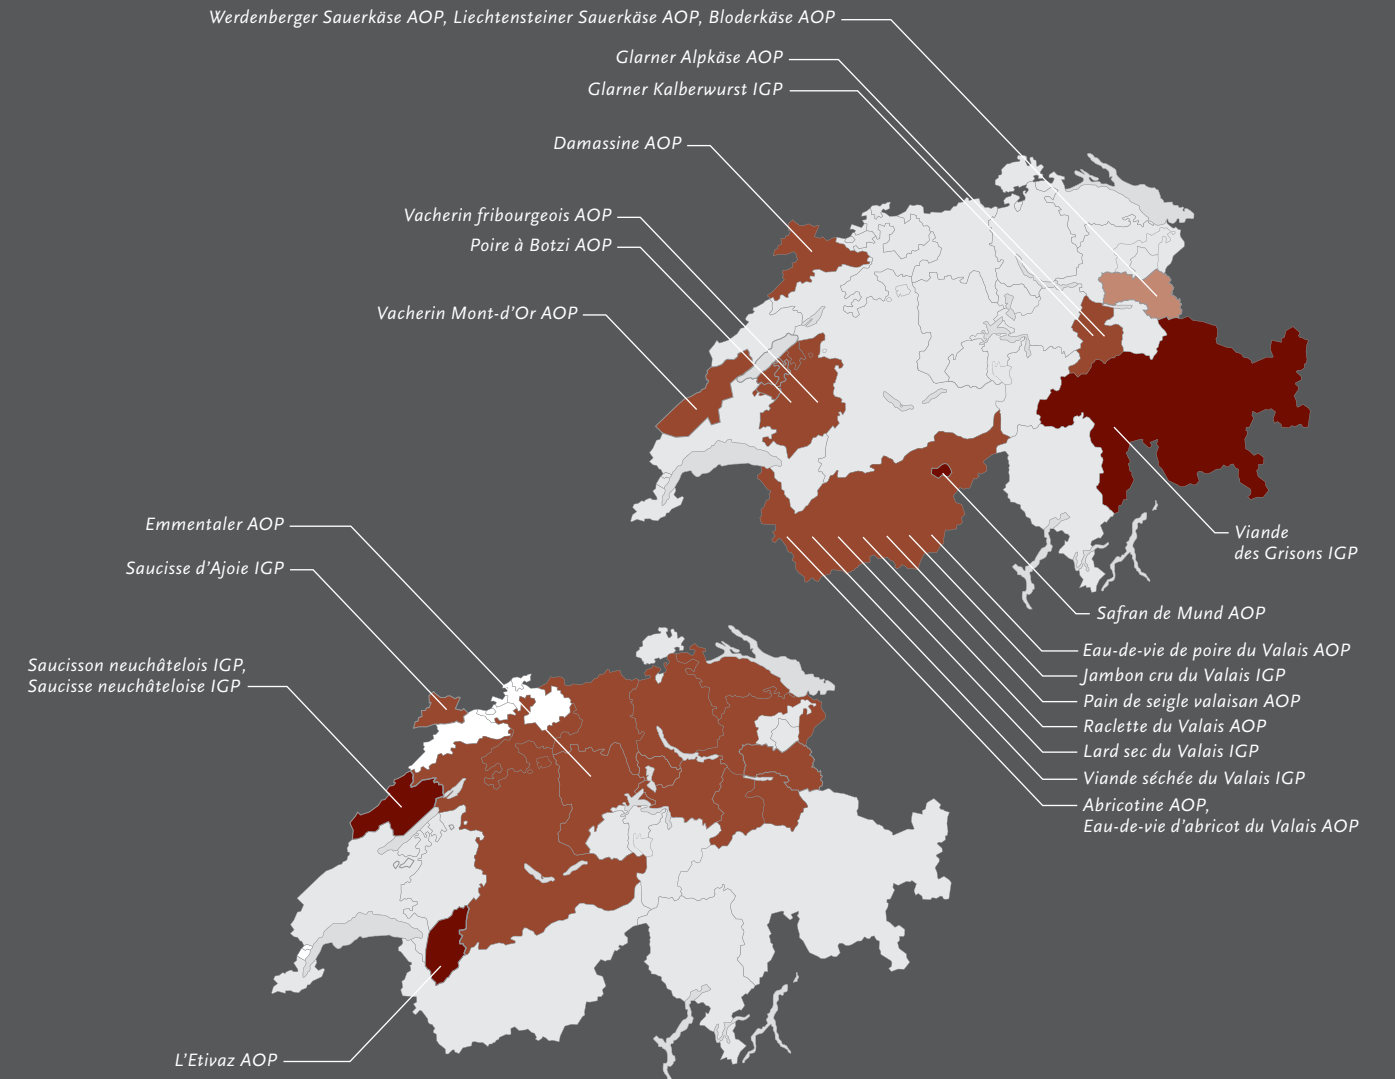 Werdenberger Sauerkäse AOP, Liechtensteiner Sauerkäse AOP, Bloderkäse AOP
Glarner Alpkäse AOP
Glarner Kalberwurst IGP
Damassine AOP
Vacherin fribourgeois AOP
Poire à Botzi AOP
Vacherin Mont-d’Or AOP
Viande
des Grisons IGP
Safran de Mund AOP
Eau-de-vie de poire du Valais AOP
Jambon cru du Valais IGP
Pain de seigle valaisan AOP
Raclette du Valais AOP
Lard sec du Valais IGP
Viande séchée du Valais IGP
Abricotine AOP,
Eau-de-vie d’abricot du Valais AOP
Emmentaler AOP
Saucisse d’Ajoie IGP
Saucisson neuchâtelois IGP,
Saucisse neuchâteloise IGP
L’Etivaz AOP